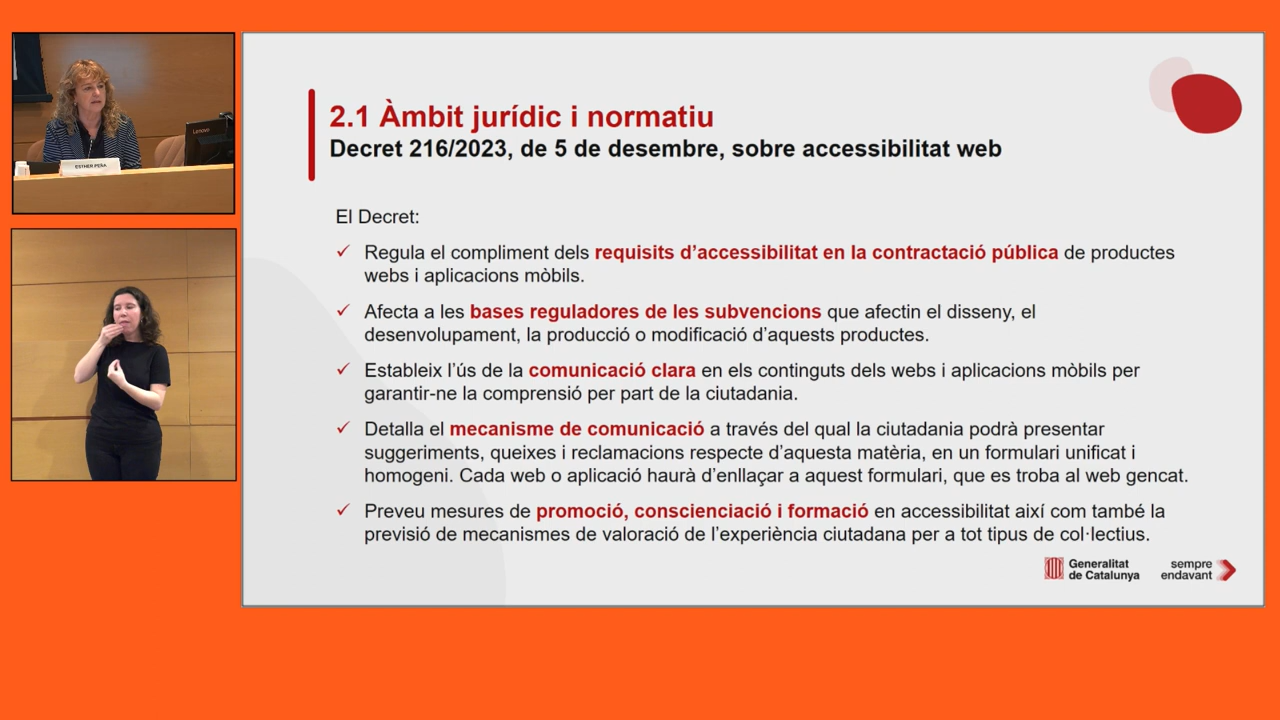 Lenovo
ESTHER PEÑA
2.1 Àmbit jurídic i normatiu
Decret 216/2023, de 5 de desembre, sobre accessibilitat web
El Decret:
✓ Regula el compliment dels requisits d’accessibilitat en la contractació pública de productes
webs i aplicacions mòbils.
✓ Afecta a les bases reguladores de les subvencions que afectin el disseny, el
desenvolupament, la producció o modificació d’aquests productes.
✓ Estableix l’ús de la comunicació clara en els continguts dels webs i aplicacions mòbils per
garantir-ne la comprensió per part de la ciutadania.
✓ Detalla el mecanisme de comunicació a través del qual la ciutadania podrà presentar
suggeriments, queixes i reclamacions respecte d’aquesta matèria, en un formulari unificat i
homogeni. Cada web o aplicació haurà d’enllaçar a aquest formulari, que es troba al web gencat.
✓ Preveu mesures de promoció, conscienciació i formació en accessibilitat així com també la
previsió de mecanismes de valoració de l’experiència ciutadana per a tot tipus de col·lectius.
Generalitat
de Catalunya
sempre
endavant